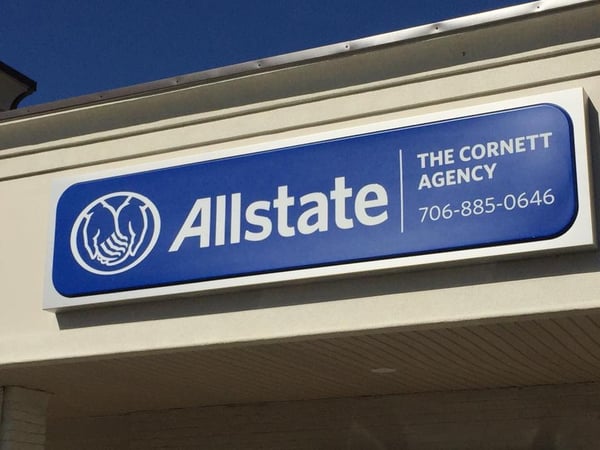 Allstate
THE CORNETT
AGENCY
706-885-0646